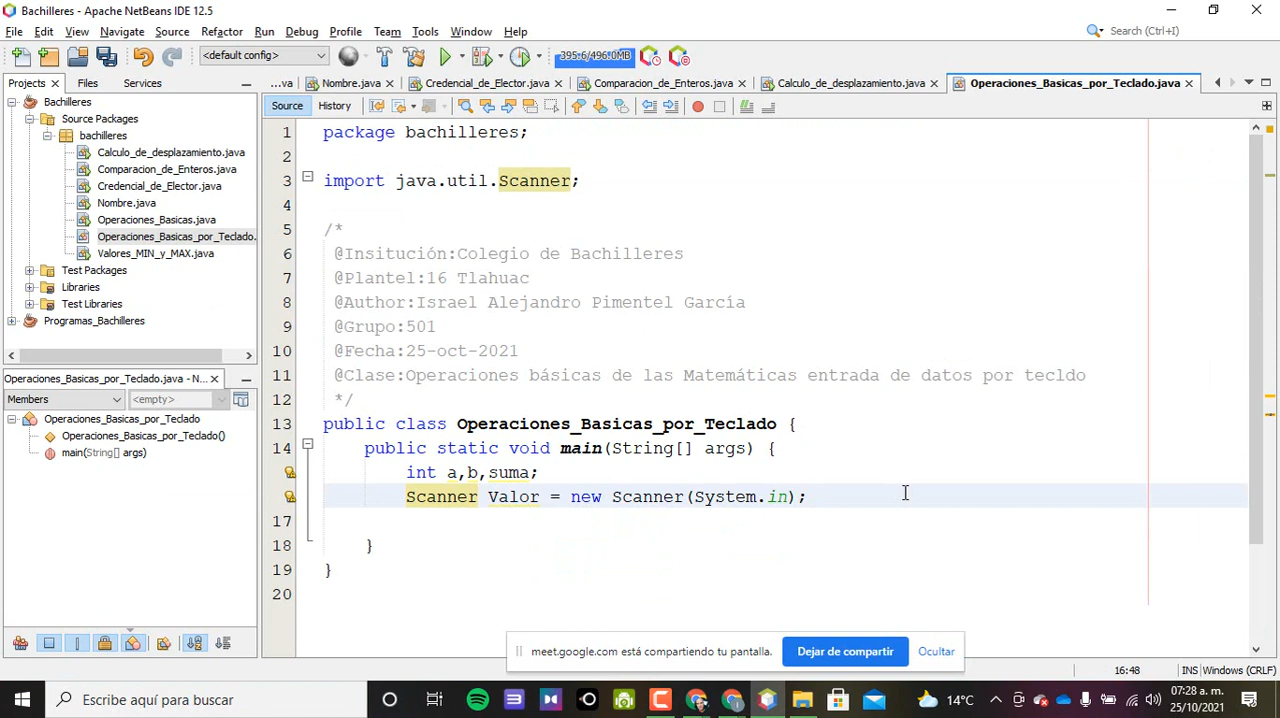 Bachilleres - Apache NetBeans IDE 12.5
File Edit View Navigate Source Refactor Run Debug Profile Team Tools Window Help
Search (Ctrl+I)
<default config>
395.6/496.0MB
Projects Files Services
...va Nombre.java Credencial_de_Elector.java Comparacion_de_Enteros.java Calculo_de_desplazamiento.java Operaciones_Basicas_por_Teclado.java
Source History
Bachilleres
Source Packages
bachilleres
Calculo_de_desplazamiento.java
Comparacion_de_Enteros.java
Credencial_de_Elector.java
Nombre.java
Operaciones_Basicas.java
Operaciones_Basicas_por_Teclado.
Valores_MIN_y_MAX.java
Test Packages
Libraries
Test Libraries
Programas_Bachilleres
Operaciones_Basicas_por_Teclado.java - N...
Members <empty>
Operaciones_Basicas_por_Teclado
Operaciones_Basicas_por_Teclado()
main(String[] args)
1 package bachilleres;
2
3 import java.util.Scanner;
4
5 /*
6 @Insitución:Colegio de Bachilleres
7 @Plantel:16 Tlahuac
8 @Author:Israel Alejandro Pimentel García
9 @Grupo:501
10 @Fecha:25-oct-2021
11 @Clase:Operaciones básicas de las Matemáticas entrada de datos por tecldo
12 */
13 public class Operaciones_Basicas_por_Teclado {
14 public static void main(String[] args) {
int a,b,suma;
Scanner Valor = new Scanner(System.in);
17
18 }
19 }
20
meet.google.com está compartiendo tu pantalla. Dejar de compartir Ocultar
16:48 INS Windows (CRLF)
Escribe aquí para buscar
14°C
07:28 a. m.
25/10/2021